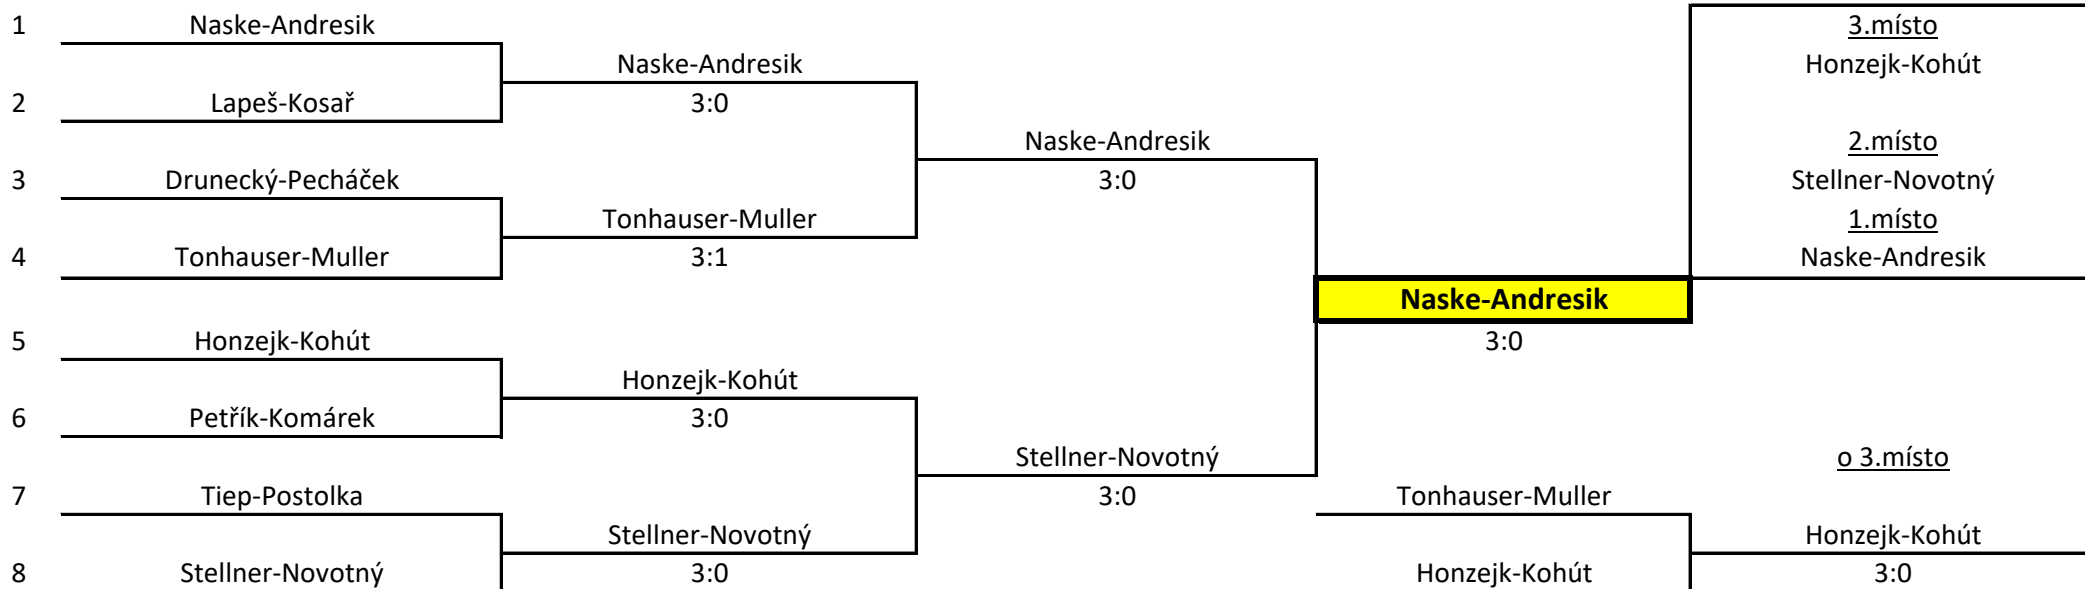 1 Naske-Andresik 3.místo
Naske-Andresik Honzejk-Kohút
2 Lapeš-Kosař 3:0
Naske-Andresik 2.místo
3 Drunecký-Pecháček 3:0 Stellner-Novotný
Tonhauser-Muller 1.místo
4 Tonhauser-Muller 3:1 Naske-Andresik
Naske-Andresik
5 Honzejk-Kohút 3:0
Honzejk-Kohút
6 Petřík-Komárek 3:0
Stellner-Novotný o 3.místo
7 Tiep-Postolka 3:0 Tonhauser-Muller
Stellner-Novotný Honzejk-Kohút
8 Stellner-Novotný 3:0 Honzejk-Kohút 3:0